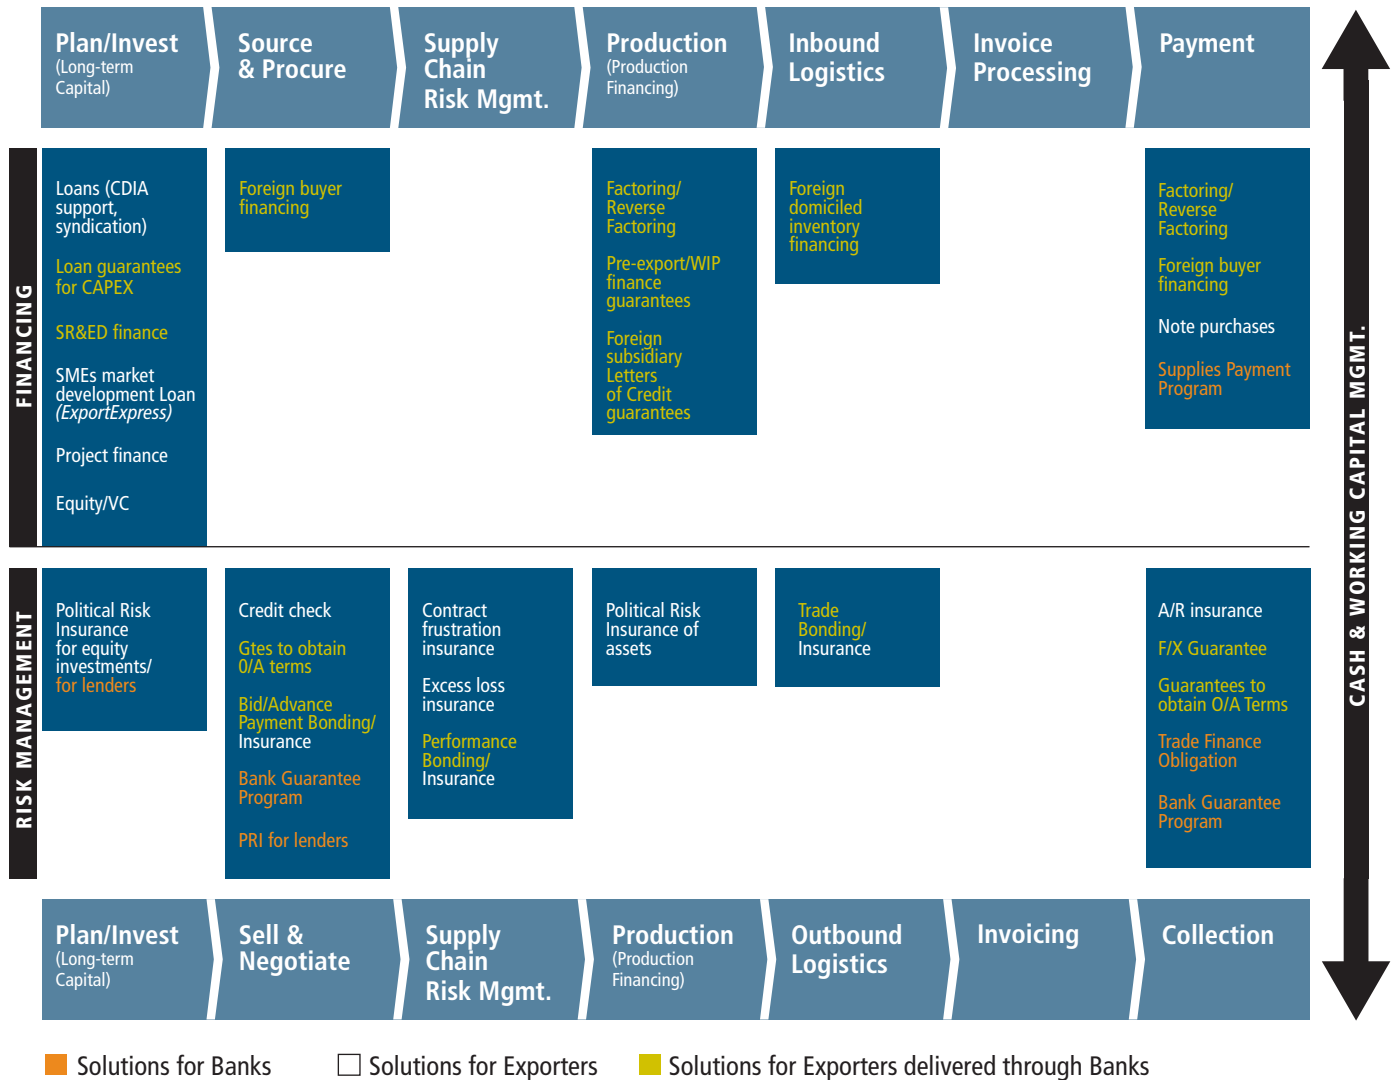 Plan/Invest
(Long-term
Capital)
Source
& Procure
Supply
Chain
Risk Mgmt.
Production
(Production
Financing)
Inbound
Logistics
Invoice
Processing
Payment
FINANCING
Loans (CDIA
support,
syndication)
Loan guarantees
for CAPEX
SR&ED finance
SMEs market
development Loan
(ExportExpress)
Project finance
Equity/VC
Foreign buyer
financing
Factoring/
Reverse
Factoring
Pre-export/WIP
finance
guarantees
Foreign
subsidiary
Letters
of Credit
guarantees
Foreign
domiciled
inventory
financing
Factoring/
Reverse
Factoring
Foreign buyer
financing
Note purchases
Supplies Payment
Program
CASH & WORKING CAPITAL MGMT.
RISK MANAGEMENT
Political Risk
Insurance
for equity
investments/
for lenders
Credit check
Gtes to obtain
0/A terms
Bid/Advance
Payment Bonding/
Insurance
Bank Guarantee
Program
PRI for lenders
Contract
frustration
insurance
Excess loss
insurance
Performance
Bonding/
Insurance
Political Risk
Insurance of
assets
Trade
Bonding/
Insurance
A/R insurance
F/X Guarantee
Guarantees to
obtain O/A Terms
Trade Finance
Obligation
Bank Guarantee
Program
Plan/Invest
(Long-term
Capital)
Sell &
Negotiate
Supply
Chain
Risk Mgmt.
Production
(Production
Financing)
Outbound
Logistics
Invoicing
Collection
Solutions for Banks
Solutions for Exporters
Solutions for Exporters delivered through Banks